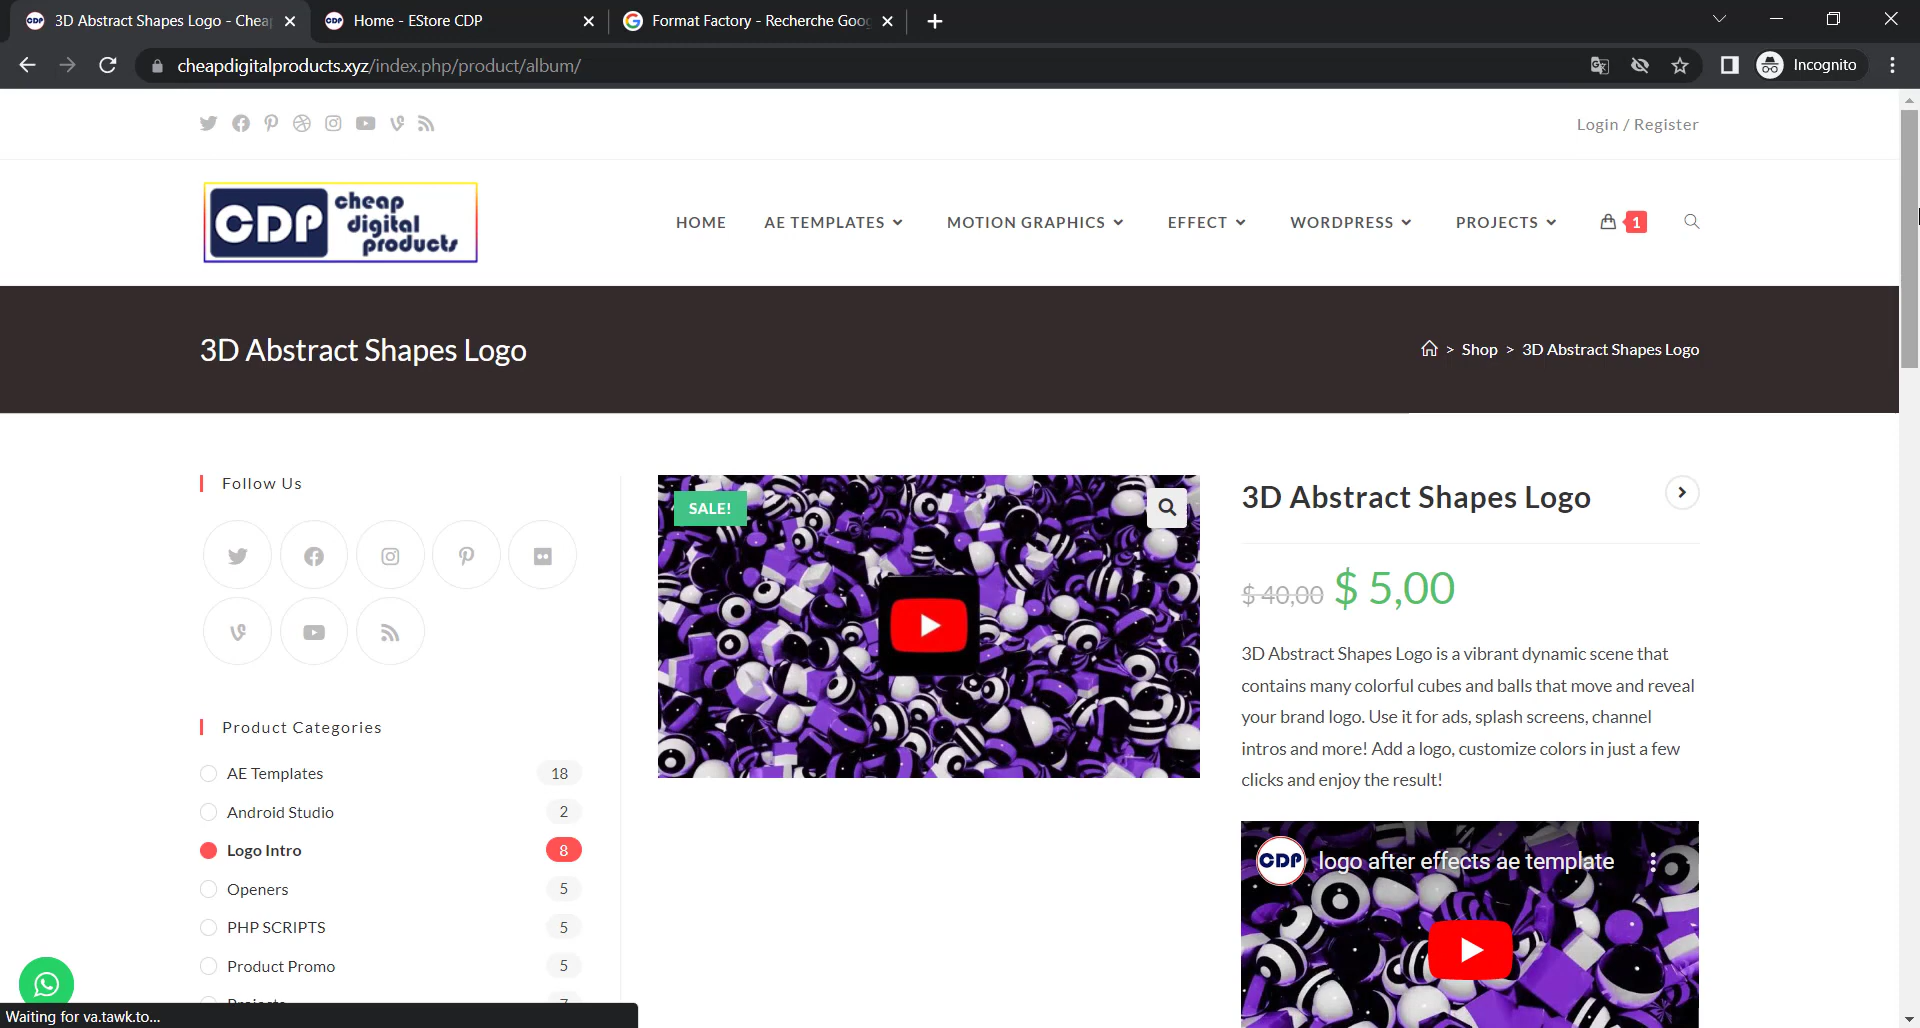 3D Abstract Shapes Logo - Chea
Home - EStore CDP
Format Factory - Recherche Goo
cheapdigitalproducts.xyz/index.php/product/album/
Incognito
Login / Register
CDP cheap
digital
products
HOME
AE TEMPLATES
MOTION GRAPHICS
EFFECT
WORDPRESS
PROJECTS
1
3D Abstract Shapes Logo
> Shop > 3D Abstract Shapes Logo
Follow Us
Product Categories
AE Templates 18
Android Studio 2
Logo Intro 8
Openers 5
PHP SCRIPTS 5
Product Promo 5
Projects 7
SALE!
3D Abstract Shapes Logo
$ 40,00 $ 5,00
3D Abstract Shapes Logo is a vibrant dynamic scene that
contains many colorful cubes and balls that move and reveal
your brand logo. Use it for ads, splash screens, channel
intros and more! Add a logo, customize colors in just a few
clicks and enjoy the result!
CDP logo after effects ae template
Waiting for va.tawk.to...